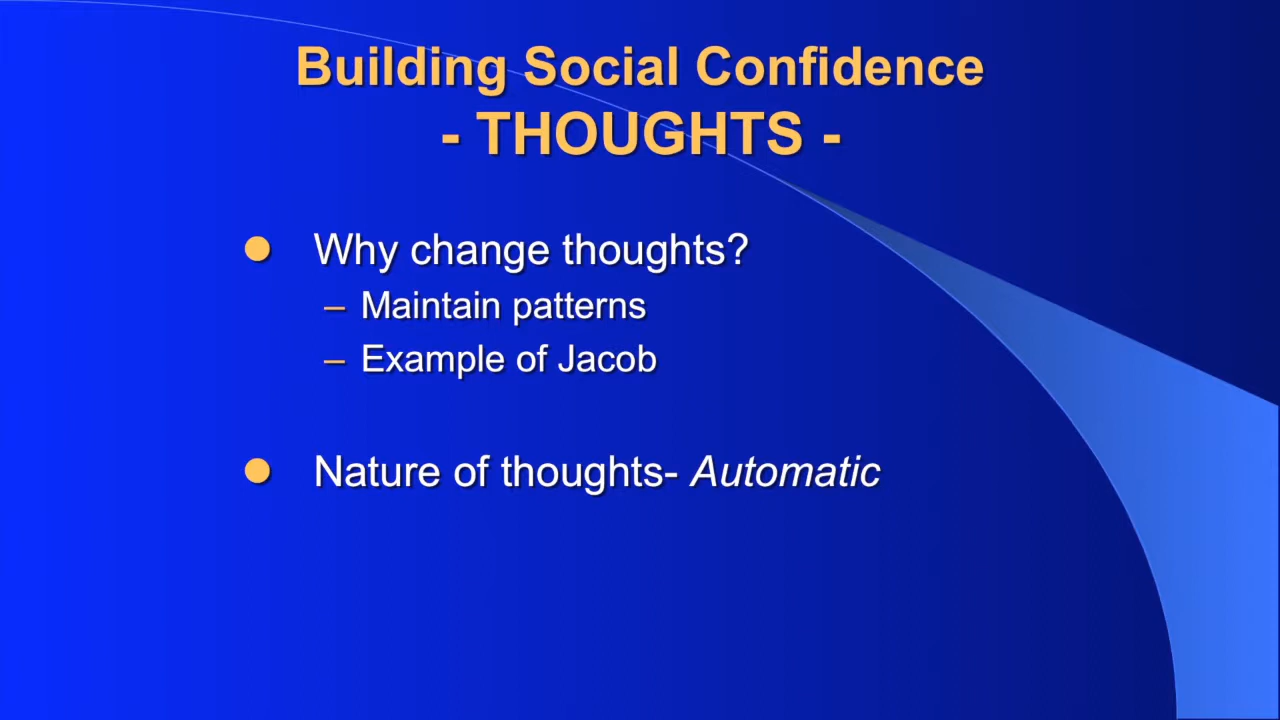 Building Social Confidence
- THOUGHTS -
Why change thoughts?
– Maintain patterns
– Example of Jacob
Nature of thoughts- Automatic